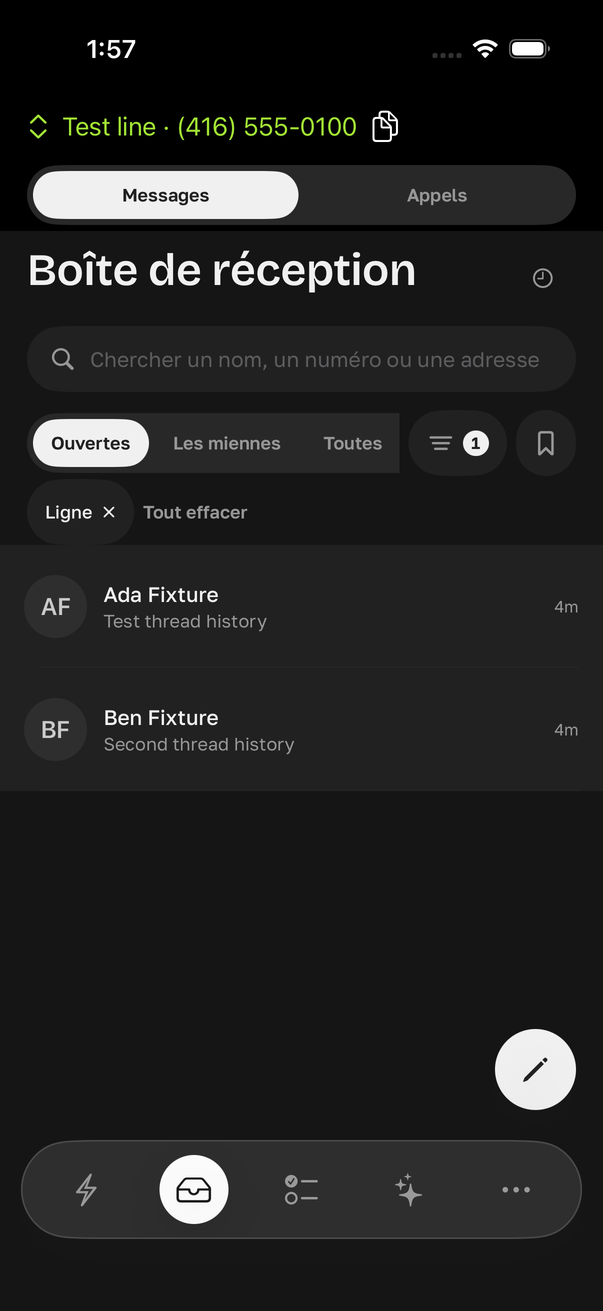 1:57
Test line · (416) 555-0100
Messages Appels
Boîte de réception
Chercher un nom, un numéro ou une adresse
Ouvertes Les miennes Toutes 1
Ligne × Tout effacer
AF Ada Fixture 4m
Test thread history
BF Ben Fixture 4m
Second thread history